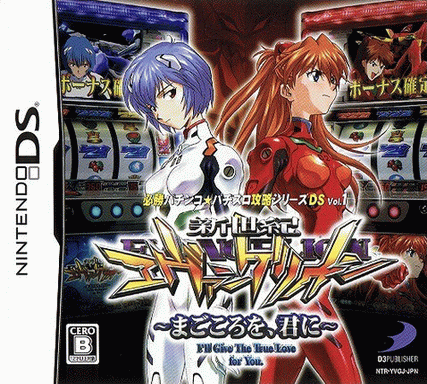 NINTENDO DS
ボーナス確定
ボーナス確定
必勝パチンコ★パチスロ攻略シリーズDS Vol.1
新世紀
EVANGELION
エヴァンゲリオン
~まごころを、君に~
I'll Give The True Love
for You.
CERO
B
D3PUBLISHER
NTR-YVGJ-JPN